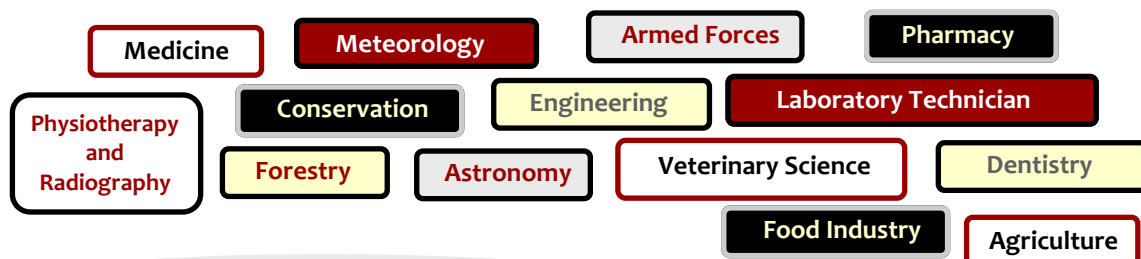 Medicine
Meteorology
Armed Forces
Pharmacy
Physiotherapy
and
Radiography
Conservation
Engineering
Laboratory Technician
Forestry
Astronomy
Veterinary Science
Dentistry
Food Industry
Agriculture